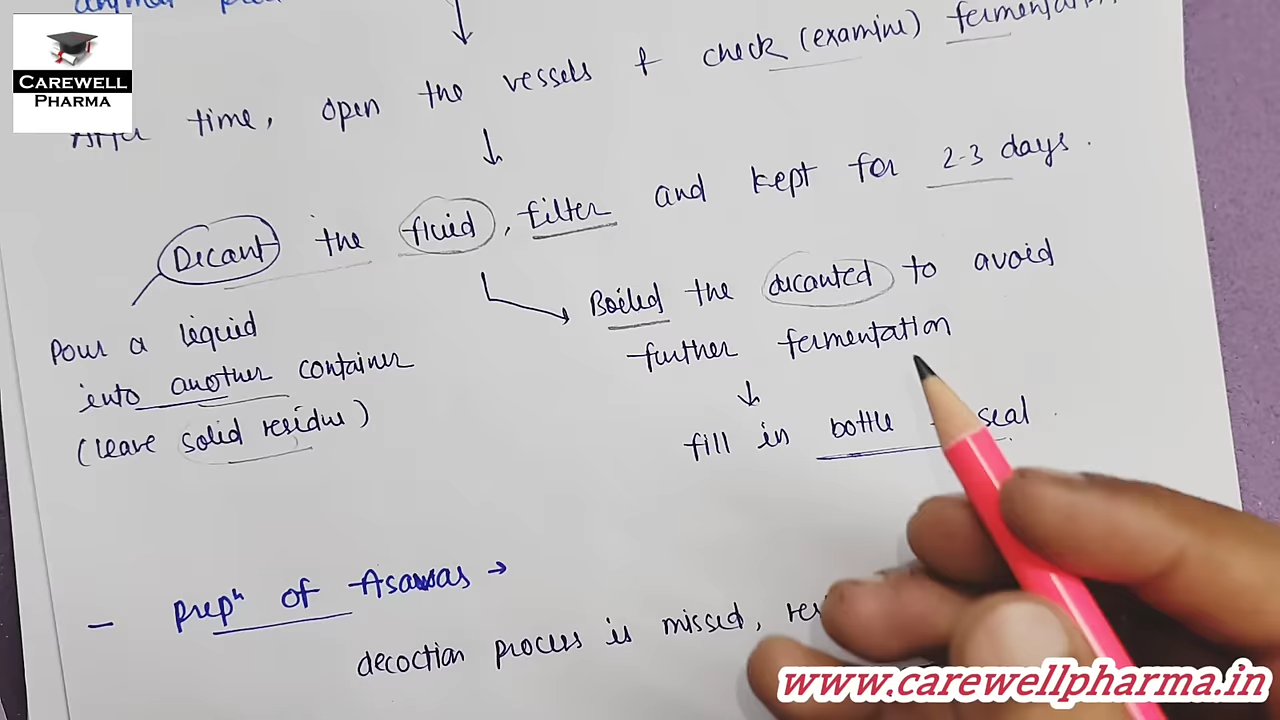 CAREWELL
PHARMA
check (examine)
After time, open the vessels &
Decant the fluid, filter and kept for 2-3 days.
Pour a liquid
into another container
(leave solid residue)
Boiled the decanted to avoid
further fermentation
fill in bottle seal
- Prepn of Asawas →
decoction process is missed,
www.carewellpharma.in